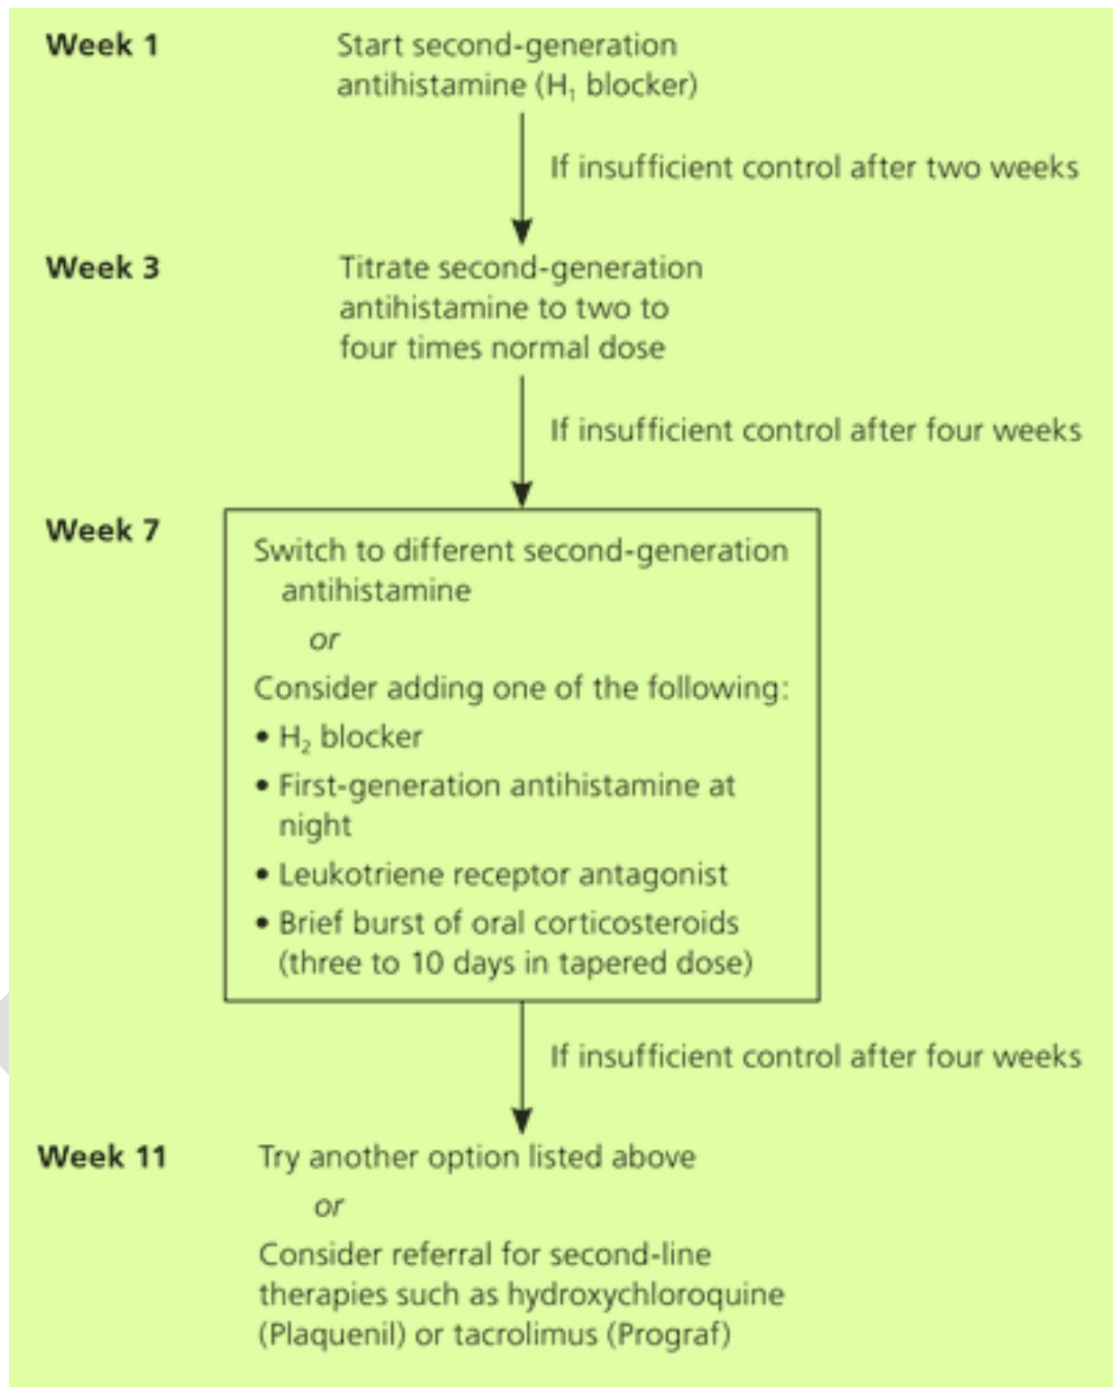 Week 1
Start second-generation
antihistamine (H₁ blocker)
If insufficient control after two weeks
Week 3
Titrate second-generation
antihistamine to two to
four times normal dose
If insufficient control after four weeks
Week 7
Switch to different second-generation
antihistamine
or
Consider adding one of the following:
• H₂ blocker
• First-generation antihistamine at
night
• Leukotriene receptor antagonist
• Brief burst of oral corticosteroids
(three to 10 days in tapered dose)
If insufficient control after four weeks
Week 11
Try another option listed above
or
Consider referral for second-line
therapies such as hydroxychloroquine
(Plaquenil) or tacrolimus (Prograf)